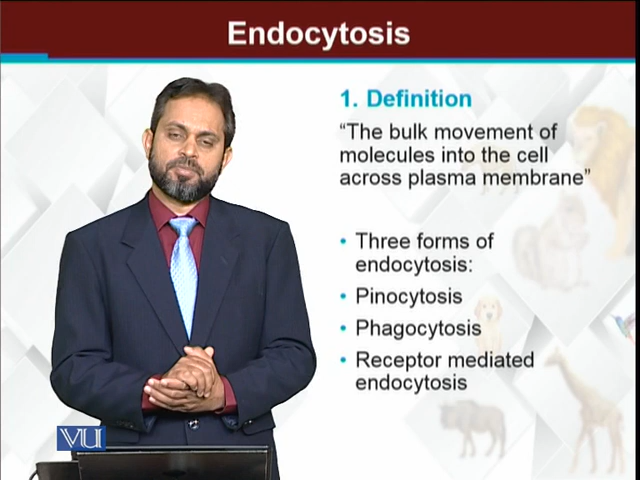 Endocytosis
1. Definition
“The bulk movement of
molecules into the cell
across plasma membrane”
• Three forms of
endocytosis:
• Pinocytosis
• Phagocytosis
• Receptor mediated
endocytosis
VU